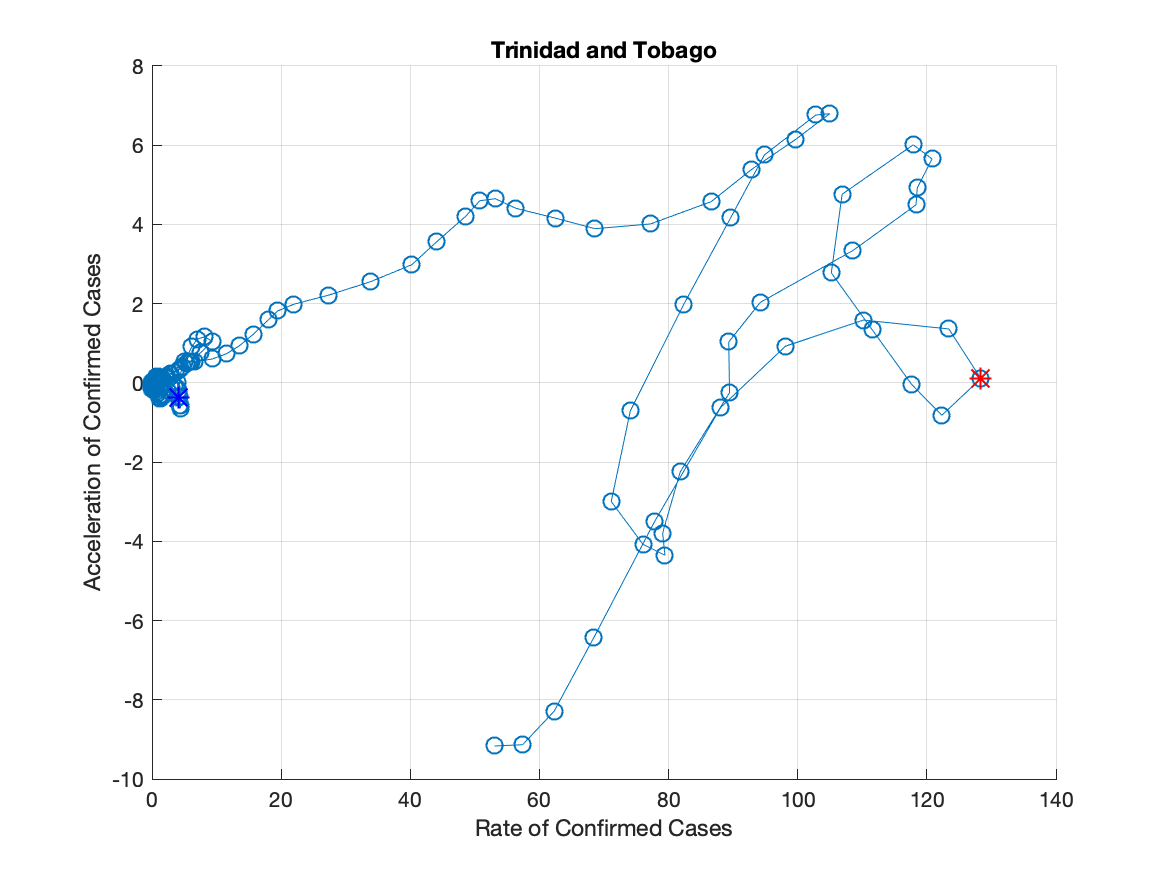 Trinidad and Tobago
8
6
4
2
0
-2
-4
-6
-8
-10
Acceleration of Confirmed Cases
0 20 40 60 80 100 120 140
Rate of Confirmed Cases